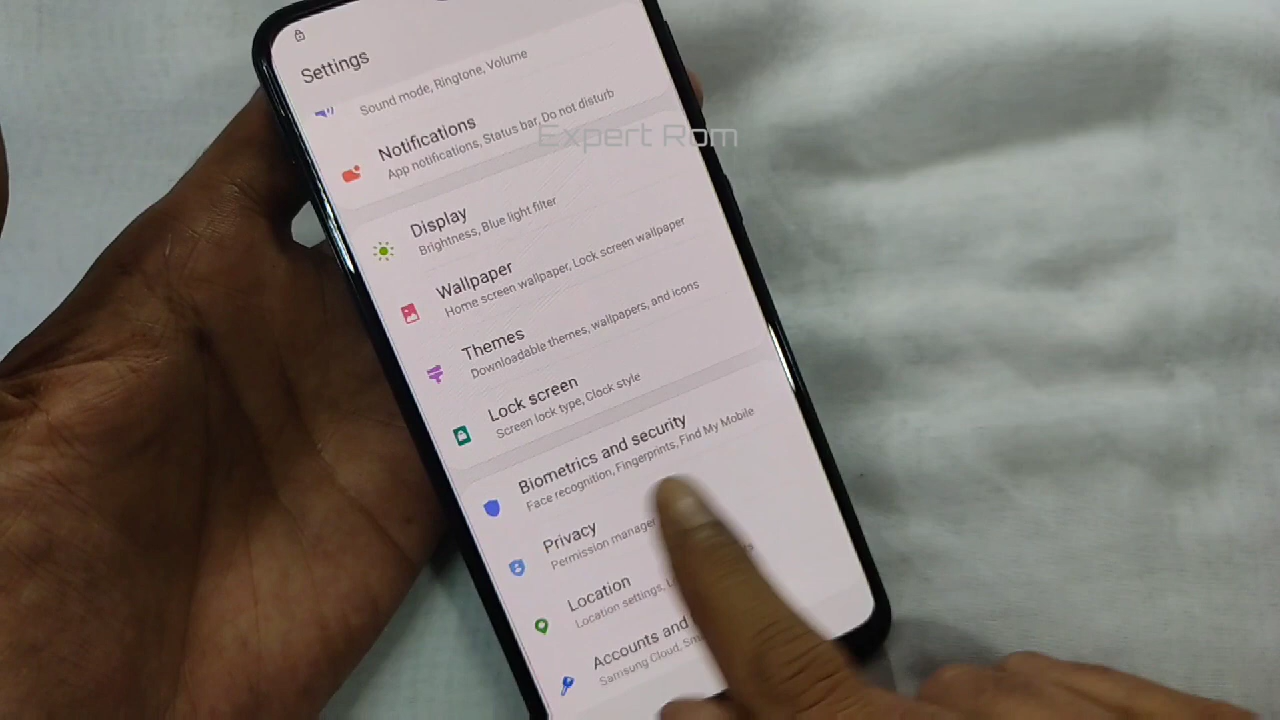 Settings
Sound mode, Ringtone, Volume
Notifications
App notifications, Status bar, Do not disturb
Expert Rom
Display
Brightness, Blue light filter
Wallpaper
Home screen wallpaper, Lock screen wallpaper
Themes
Downloadable themes, wallpapers, and icons
Lock screen
Screen lock type, Clock style
Biometrics and security
Face recognition, Fingerprints, Find My Mobile
Privacy
Permission manager
Location
Location settings,
Accounts and
Samsung Cloud,